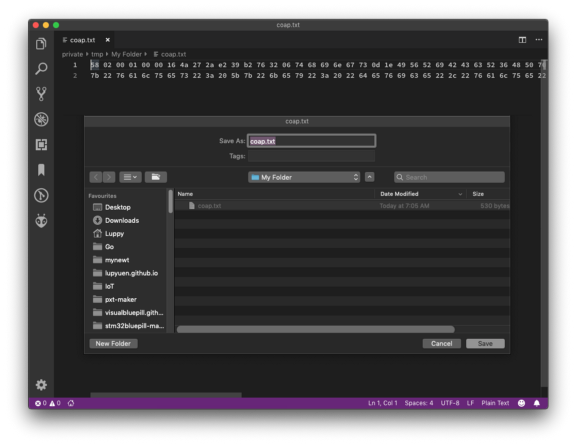 coap.txt
coap.txt
private tmp My Folder coap.txt
1 58 02 00 01 00 00 16 4a 27 2a e2 39 b2 76 32 06 74 68 69 6e 67 73 0d 1e 49 56 52 69 42 43 63 52 36 48 50
2 7b 22 76 61 6c 75 65 73 22 3a 20 5b 7b 22 6b 65 79 22 3a 20 22 64 65 76 69 63 65 22 2c 22 76 61 6c 75 65 22
coap.txt
Save As: coap.txt
Tags:
My Folder
Search
Favourites
Desktop
Downloads
Luppy
Go
mynewt
lupyuen.github.io
IoT
pxt-maker
visualbluepill.gith...
stm32bluepill-ma...
Name Date Modified Size
coap.txt Today at 7:05 AM 530 bytes
New Folder Cancel Save
0 0 Ln 1, Col 1 Spaces: 4 UTF-8 LF Plain Text